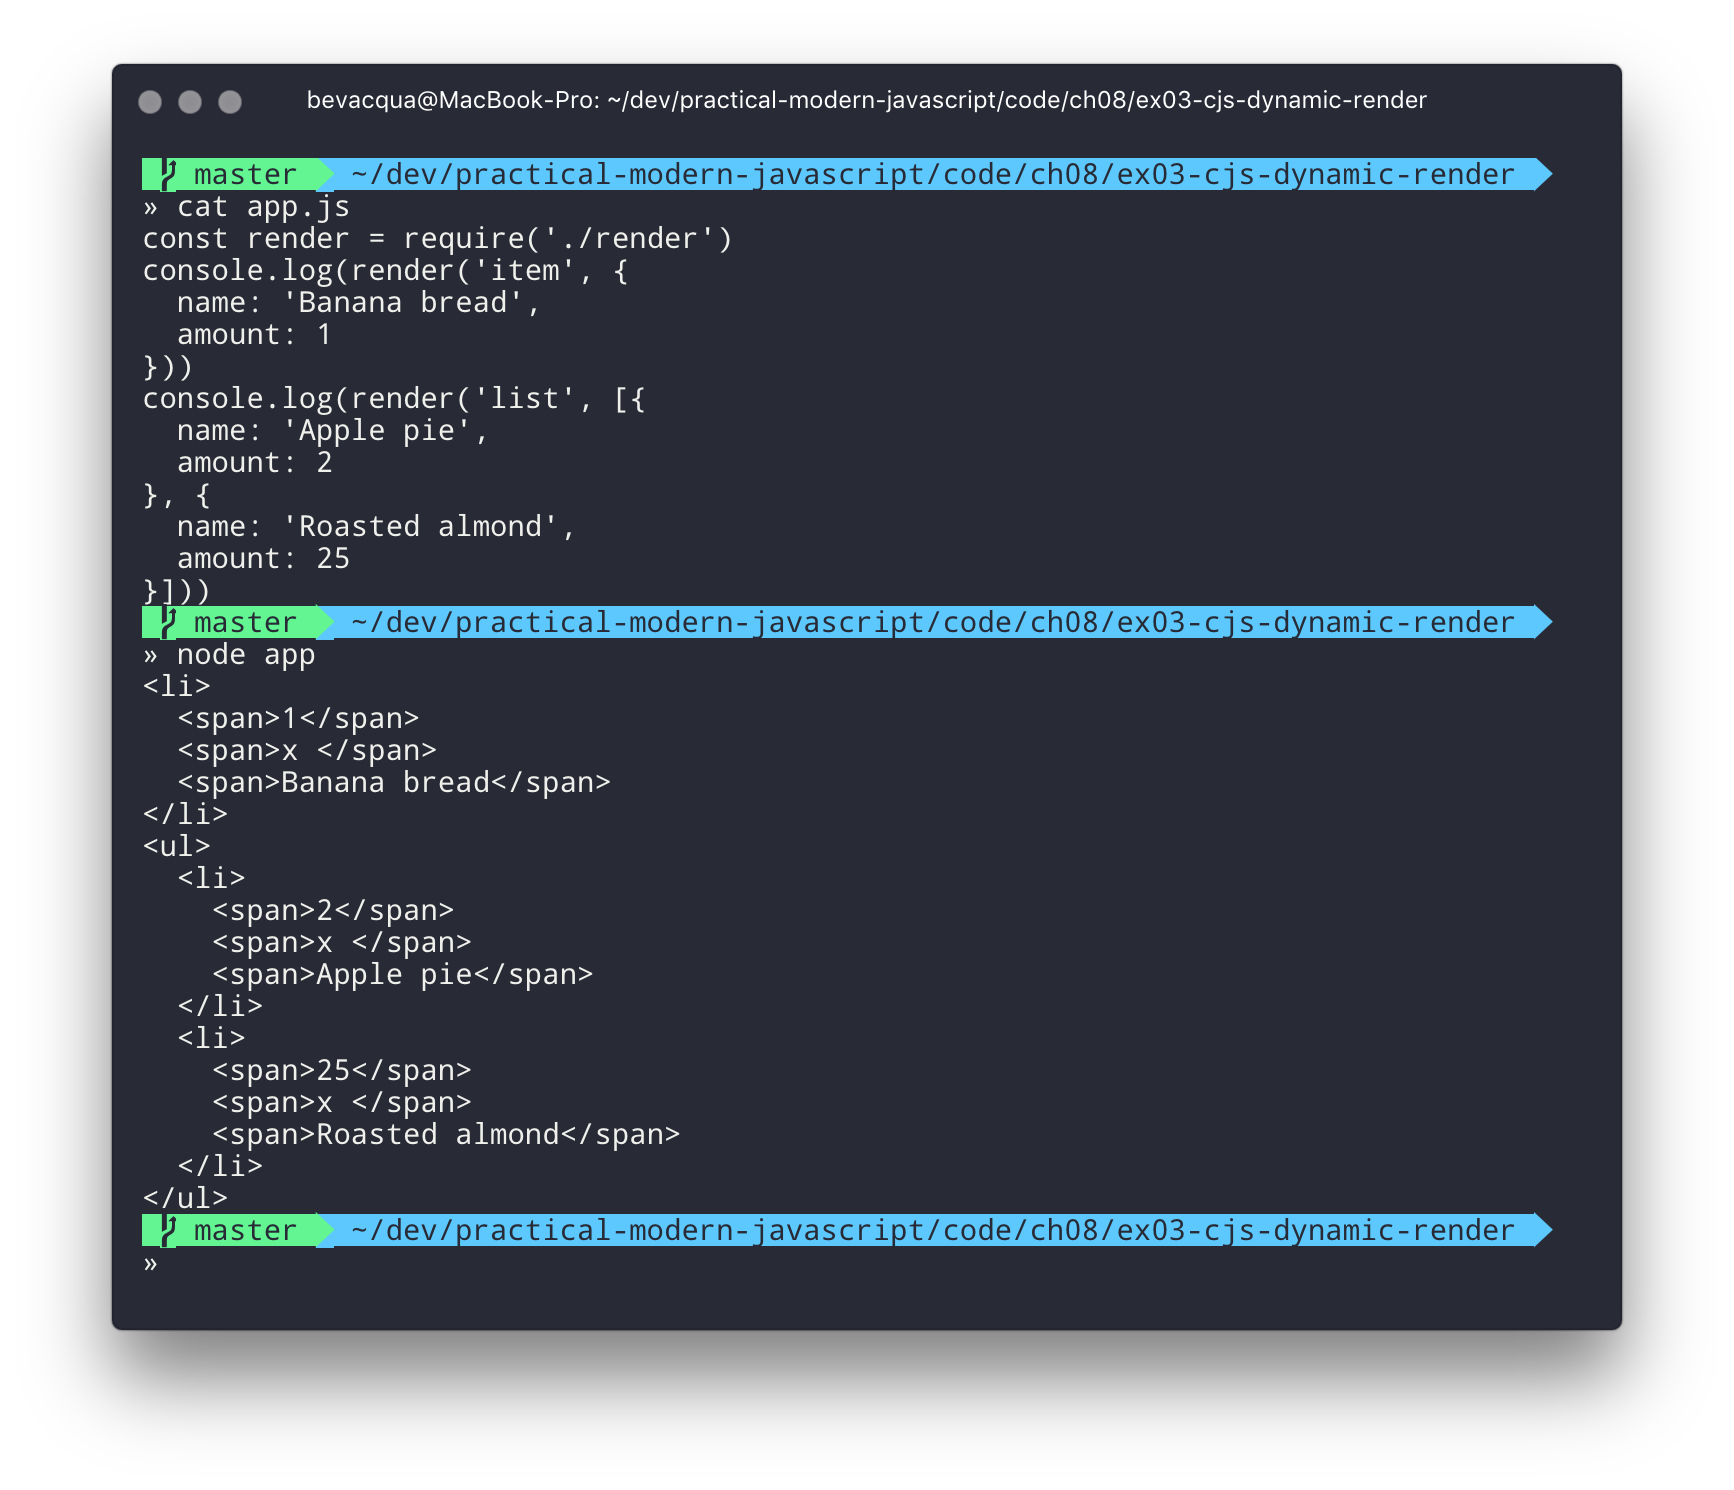 bevacqua@MacBook-Pro: ~/dev/practical-modern-javascript/code/ch08/ex03-cjs-dynamic-render
master ~/dev/practical-modern-javascript/code/ch08/ex03-cjs-dynamic-render
» cat app.js
const render = require('./render')
console.log(render('item', {
  name: 'Banana bread',
  amount: 1
}))
console.log(render('list', [{
  name: 'Apple pie',
  amount: 2
}, {
  name: 'Roasted almond',
  amount: 25
}]))
master ~/dev/practical-modern-javascript/code/ch08/ex03-cjs-dynamic-render
» node app
<li>
  <span>1</span>
  <span>x </span>
  <span>Banana bread</span>
</li>
<ul>
  <li>
    <span>2</span>
    <span>x </span>
    <span>Apple pie</span>
  </li>
  <li>
    <span>25</span>
    <span>x </span>
    <span>Roasted almond</span>
  </li>
</ul>
master ~/dev/practical-modern-javascript/code/ch08/ex03-cjs-dynamic-render
»